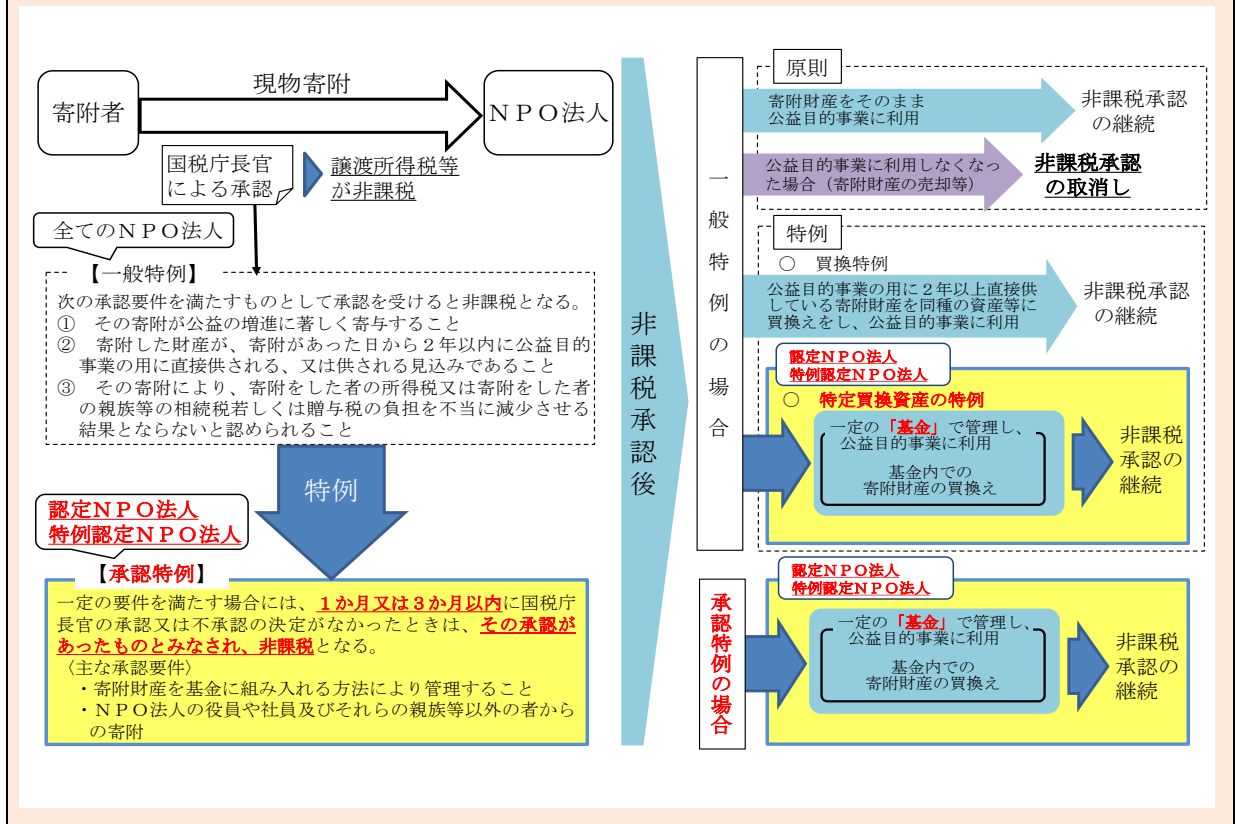 現物寄附
寄附者
ＮＰＯ法人
国税庁長官
による承認
譲渡所得税等
が非課税
全てのＮＰＯ法人
【一般特例】
次の承認要件を満たすものとして承認を受けると非課税となる。
① その寄附が公益の増進に著しく寄与すること
② 寄附した財産が、寄附があった日から２年以内に公益目的
事業の用に直接供される、又は供される見込みであること
③ その寄附により、寄附をした者の所得税又は寄附をした者
の親族等の相続税若しくは贈与税の負担を不当に減少させる
結果とならないと認められること
特例
認定ＮＰＯ法人
特例認定ＮＰＯ法人
【承認特例】
一定の要件を満たす場合には、１か月又は３か月以内に国税庁
長官の承認又は不承認の決定がなかったときは、その承認が
あったものとみなされ、非課税となる。
〈主な承認要件〉
・寄附財産を基金に組み入れる方法により管理すること
・ＮＰＯ法人の役員や社員及びそれらの親族等以外の者から
の寄附
非課税承認後
一般特例の場合
原則
寄附財産をそのまま
公益目的事業に利用
非課税承認
の継続
公益目的事業に利用しなくなっ
た場合（寄附財産の売却等）
非課税承認
の取消し
特例
○ 買換特例
公益目的事業の用に２年以上直接供
している寄附財産を同種の資産等に
買換えをし、公益目的事業に利用
非課税承認
の継続
認定ＮＰＯ法人
特例認定ＮＰＯ法人
○ 特定買換資産の特例
一定の「基金」で管理し、
公益目的事業に利用
基金内での
寄附財産の買換え
非課税
承認の
継続
承認特例の場合
認定ＮＰＯ法人
特例認定ＮＰＯ法人
一定の「基金」で管理し、
公益目的事業に利用
基金内での
寄附財産の買換え
非課税
承認の
継続